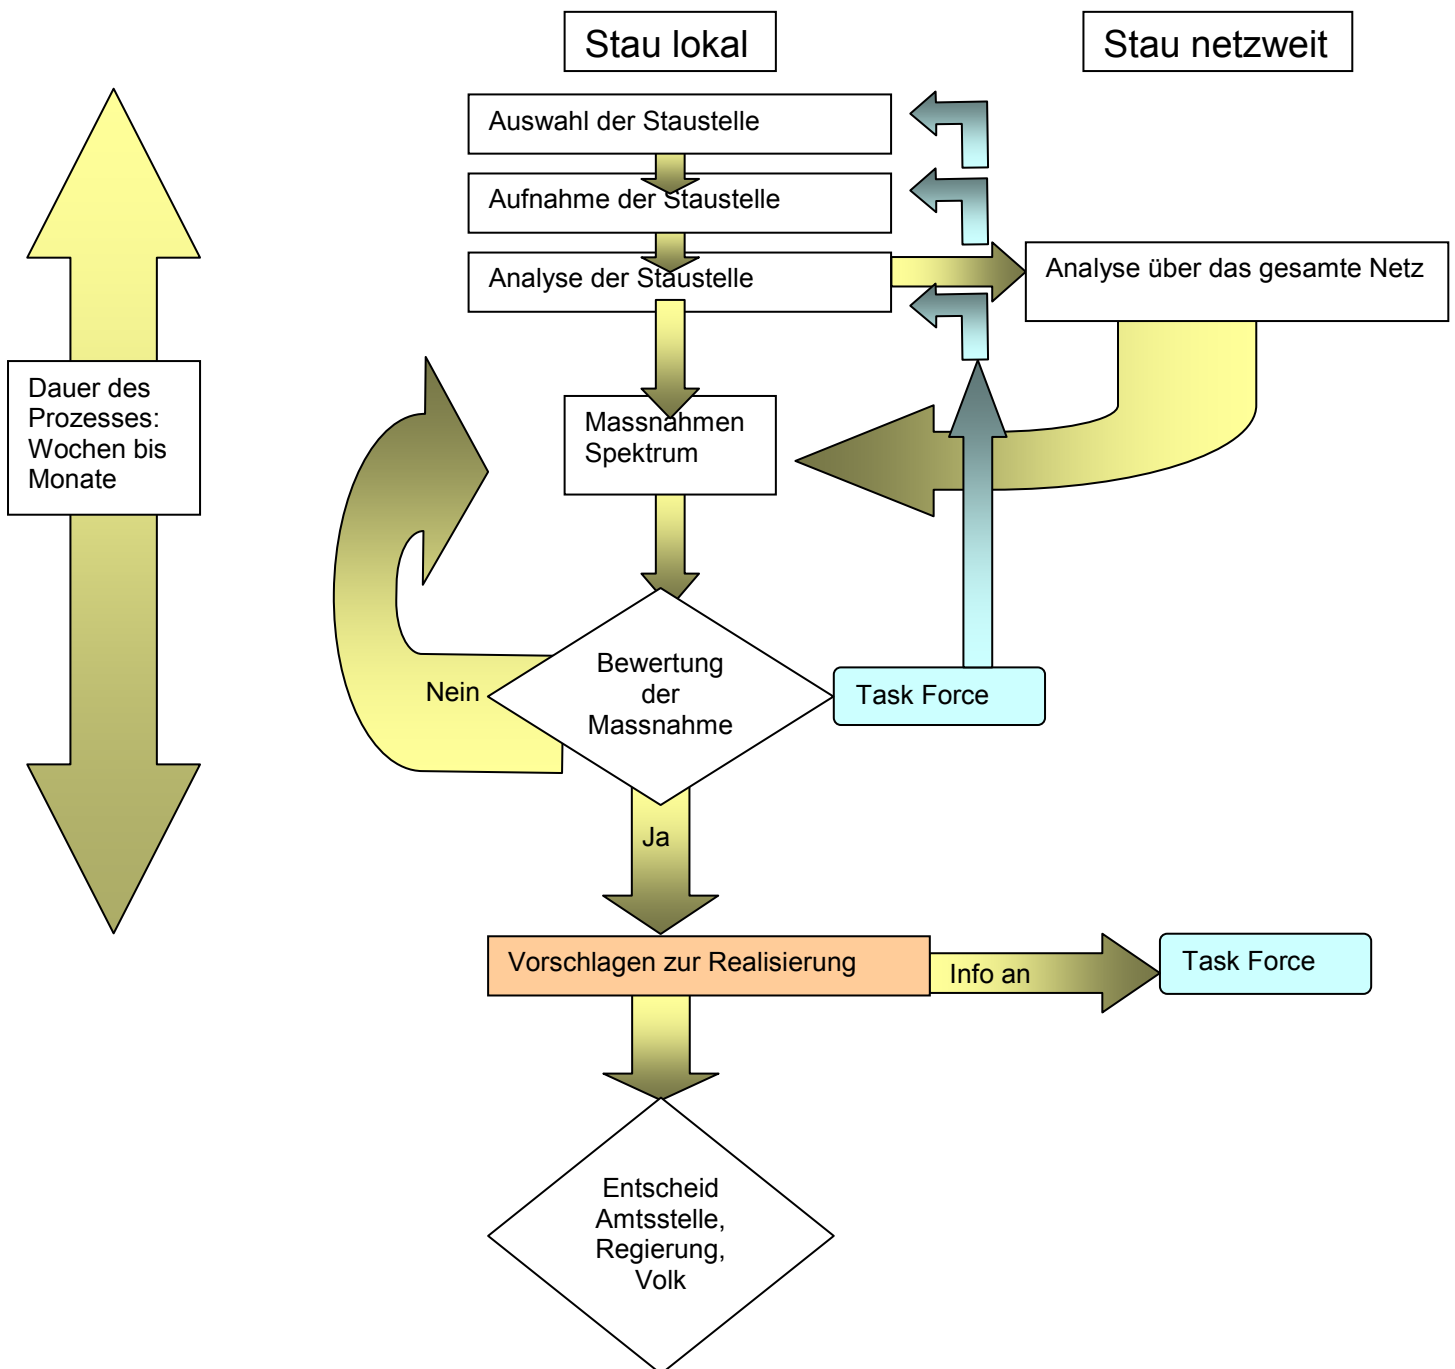 Stau lokal
Stau netzweit
Auswahl der Staustelle
Aufnahme der Staustelle
Analyse der Staustelle
Analyse über das gesamte Netz
Dauer des
Prozesses:
Wochen bis
Monate
Massnahmen
Spektrum
Bewertung
der
Massnahme
Nein
Task Force
Ja
Vorschlagen zur Realisierung
Info an
Task Force
Entscheid
Amtsstelle,
Regierung,
Volk